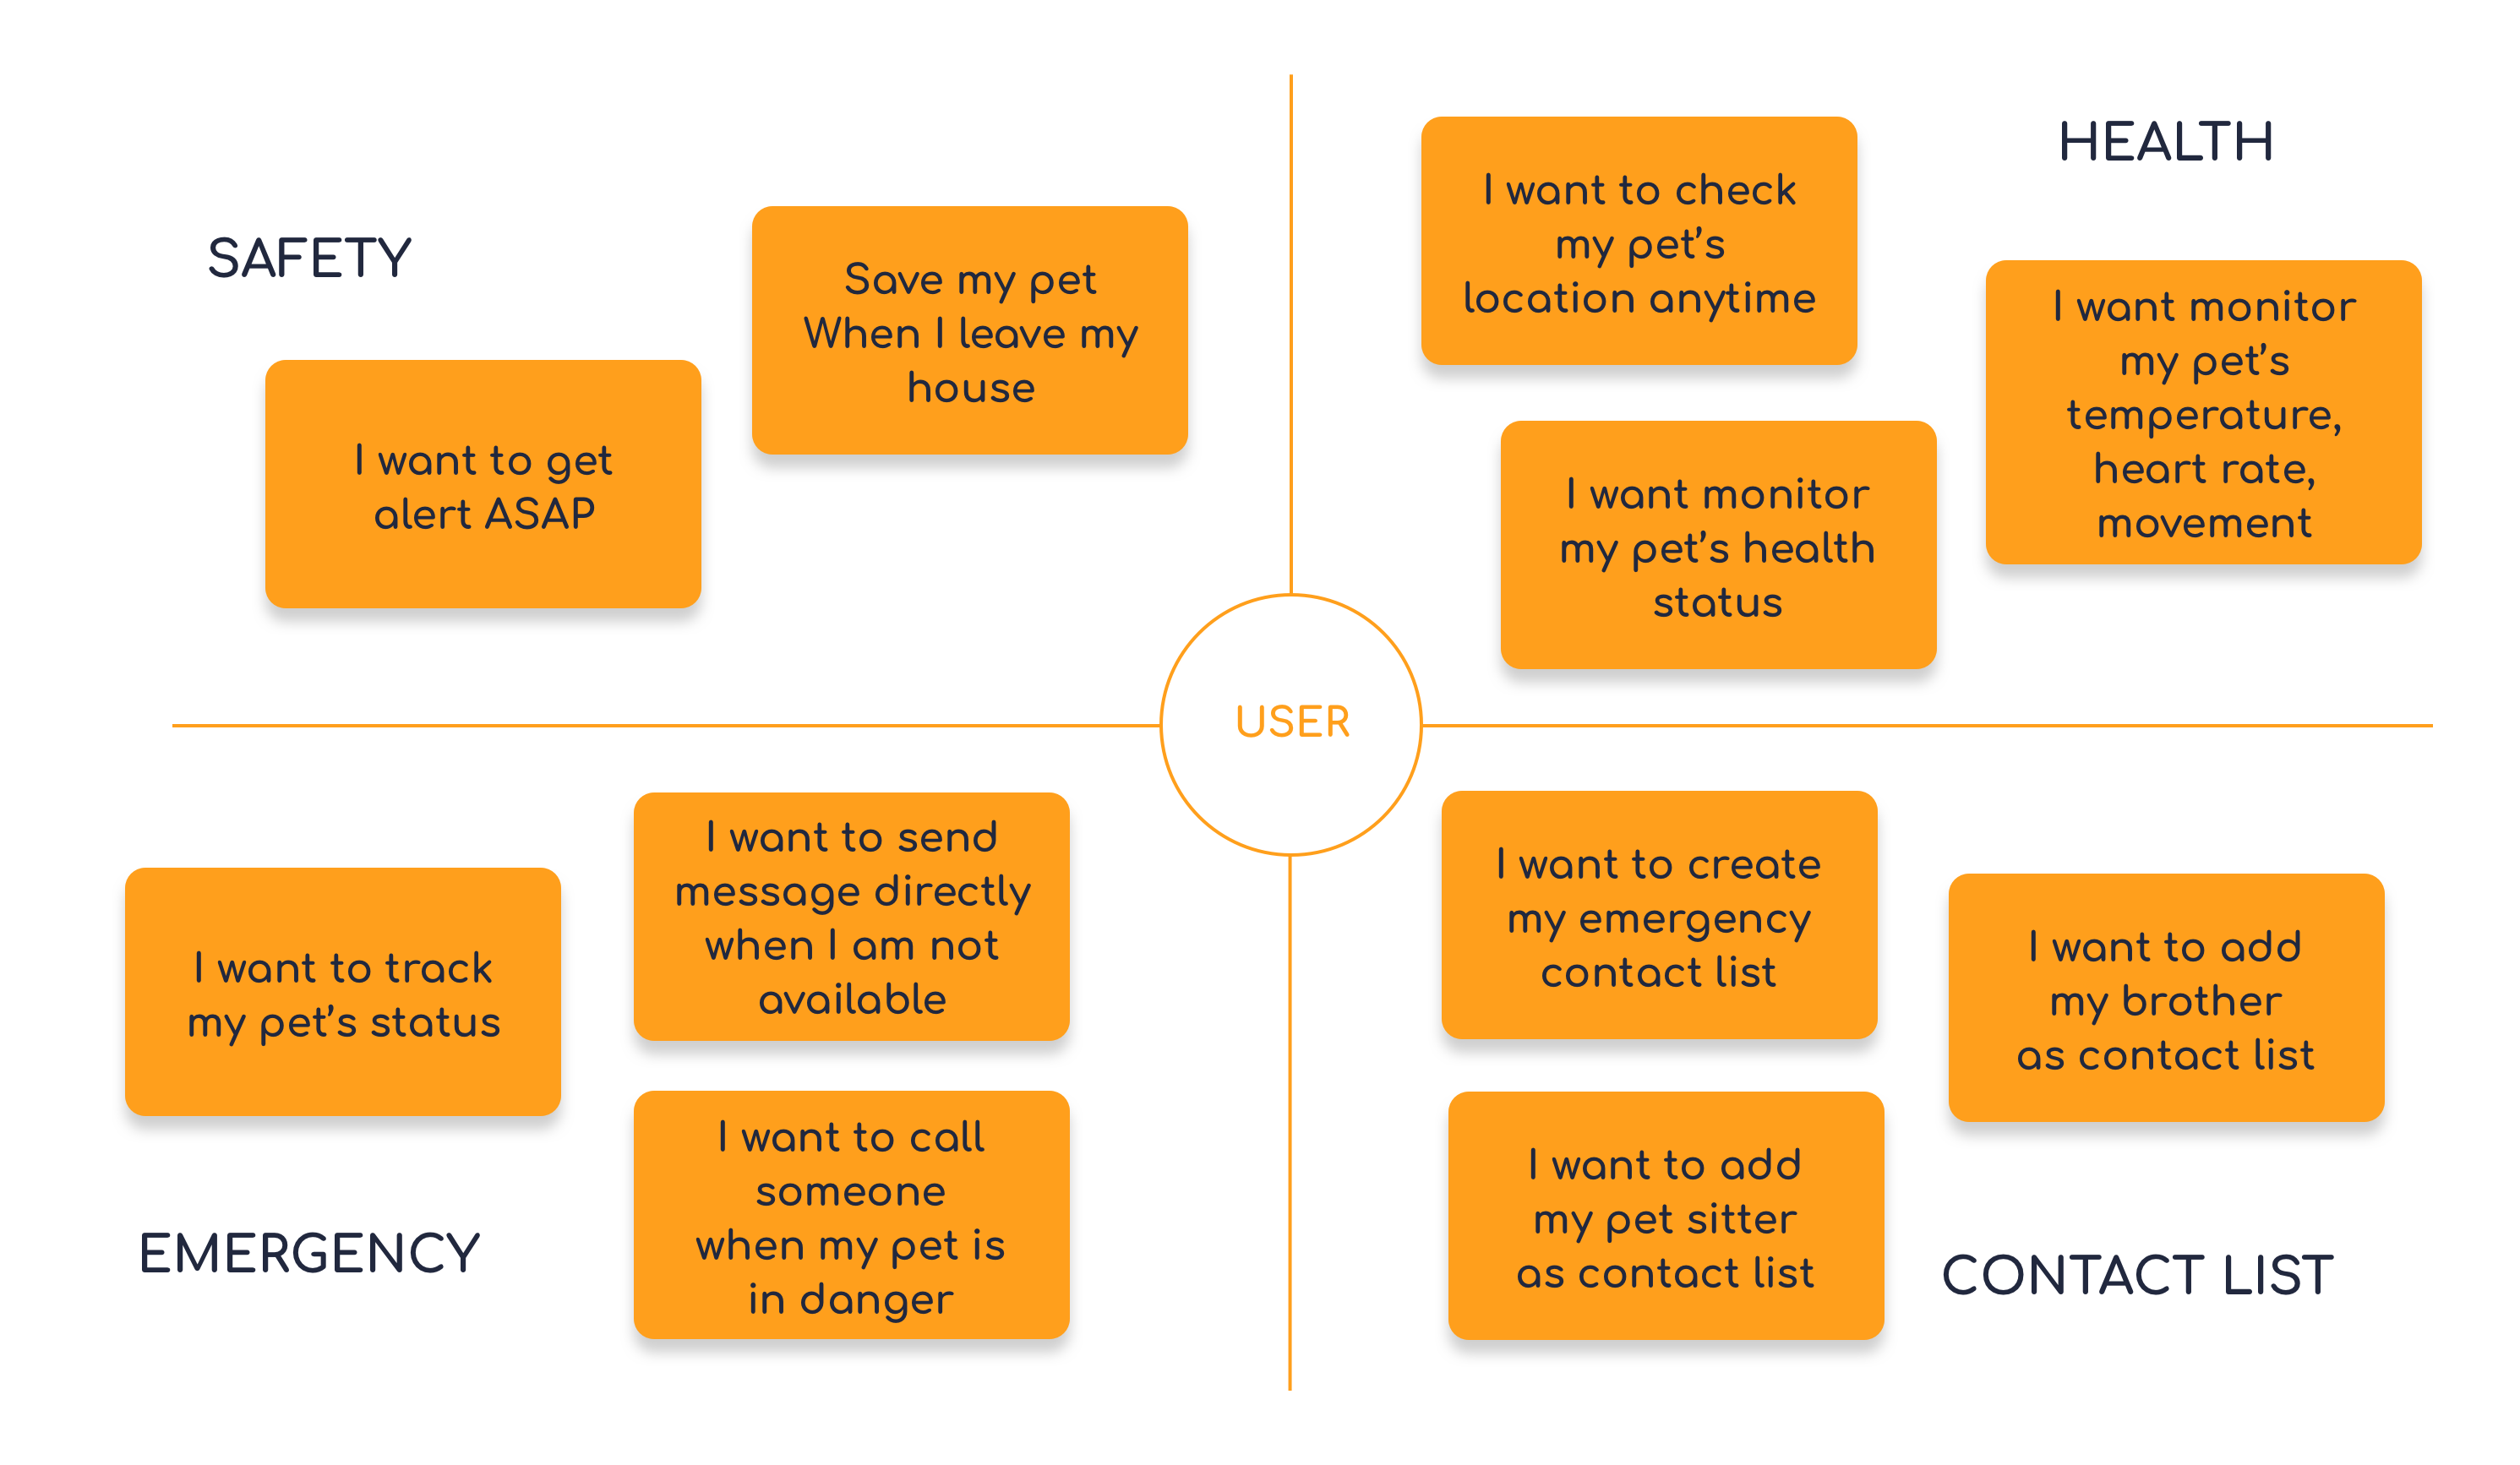 SAFETY
Save my pet
When I leave my
house
I want to get
alert ASAP
HEALTH
I want to check
my pet’s
location anytime
I want monitor
my pet’s
temperature,
heart rate,
movement
I want monitor
my pet’s health
status
USER
I want to track
my pet’s status
I want to send
message directly
when I am not
available
I want to call
someone
when my pet is
in danger
EMERGENCY
I want to create
my emergency
contact list
I want to add
my brother
as contact list
I want to add
my pet sitter
as contact list
CONTACT LIST